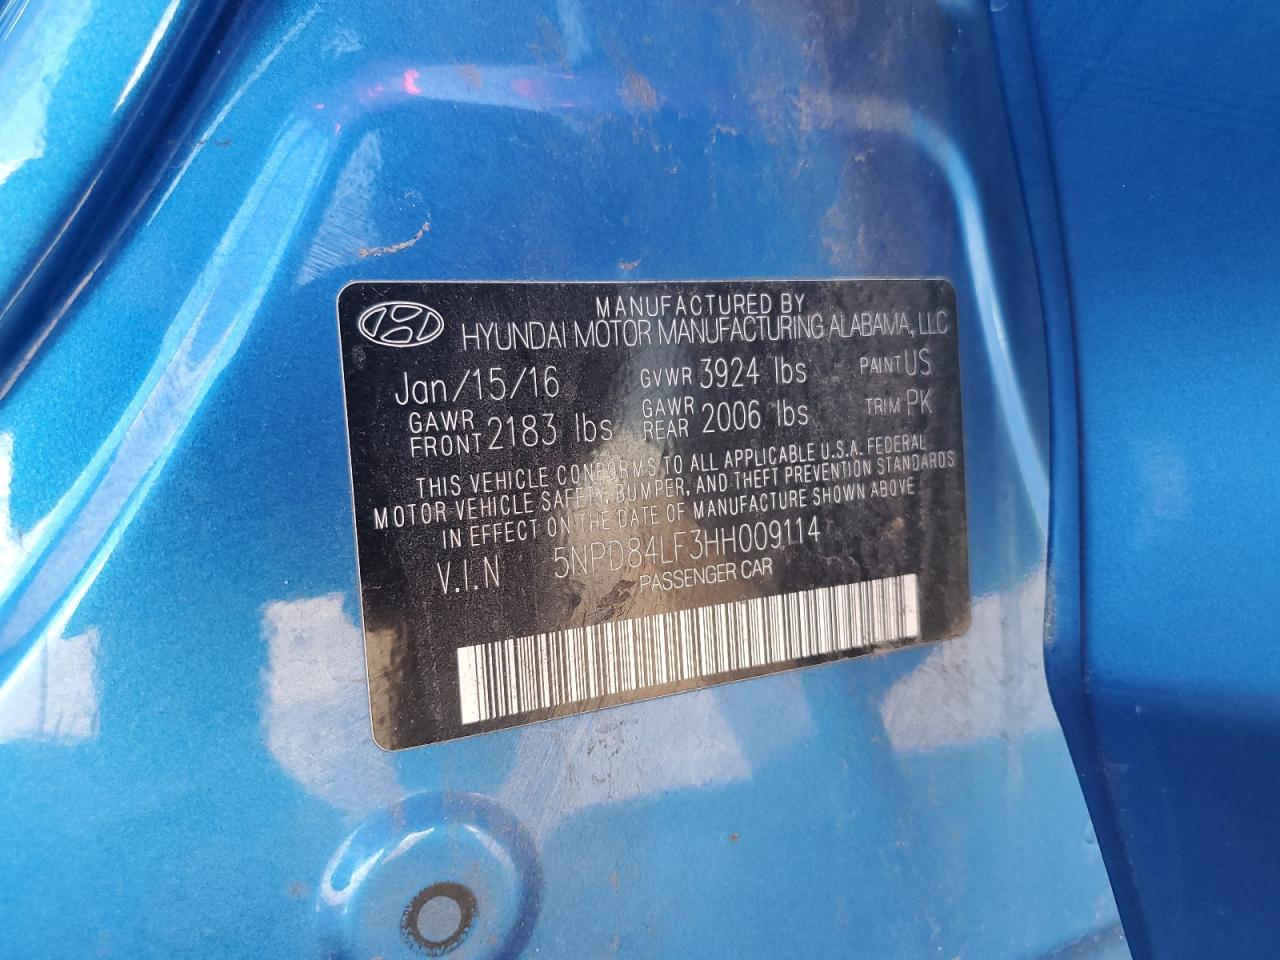 MANUFACTURED BY
HYUNDAI MOTOR MANUFACTURING ALABAMA, LLC
Jan/15/16 GVWR 3924 lbs PAINT US
GAWR FRONT 2183 lbs GAWR REAR 2006 lbs TRIM PK
THIS VEHICLE CONFORMS TO ALL APPLICABLE U.S.A. FEDERAL
MOTOR VEHICLE SAFETY, BUMPER, AND THEFT PREVENTION STANDARDS
IN EFFECT ON THE DATE OF MANUFACTURE SHOWN ABOVE
V.I.N 5NPD84LF3HH009114
PASSENGER CAR